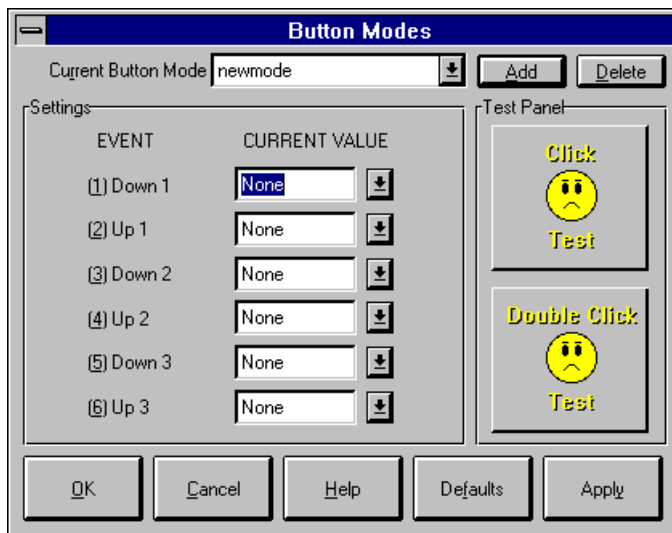 Button Modes
Current Button Mode newmode Add Delete
Settings
EVENT CURRENT VALUE
(1) Down 1 None
(2) Up 1 None
(3) Down 2 None
(4) Up 2 None
(5) Down 3 None
(6) Up 3 None
Test Panel
Click
Test
Double Click
Test
OK Cancel Help Defaults Apply